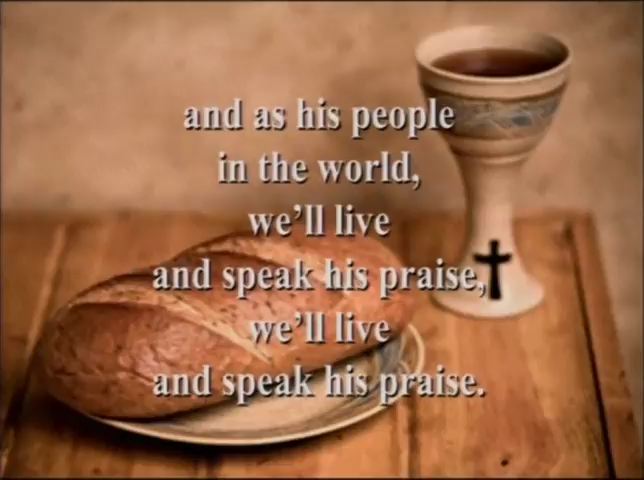 and as his people
in the world,
we'll live
and speak his praise,
we'll live
and speak his praise.